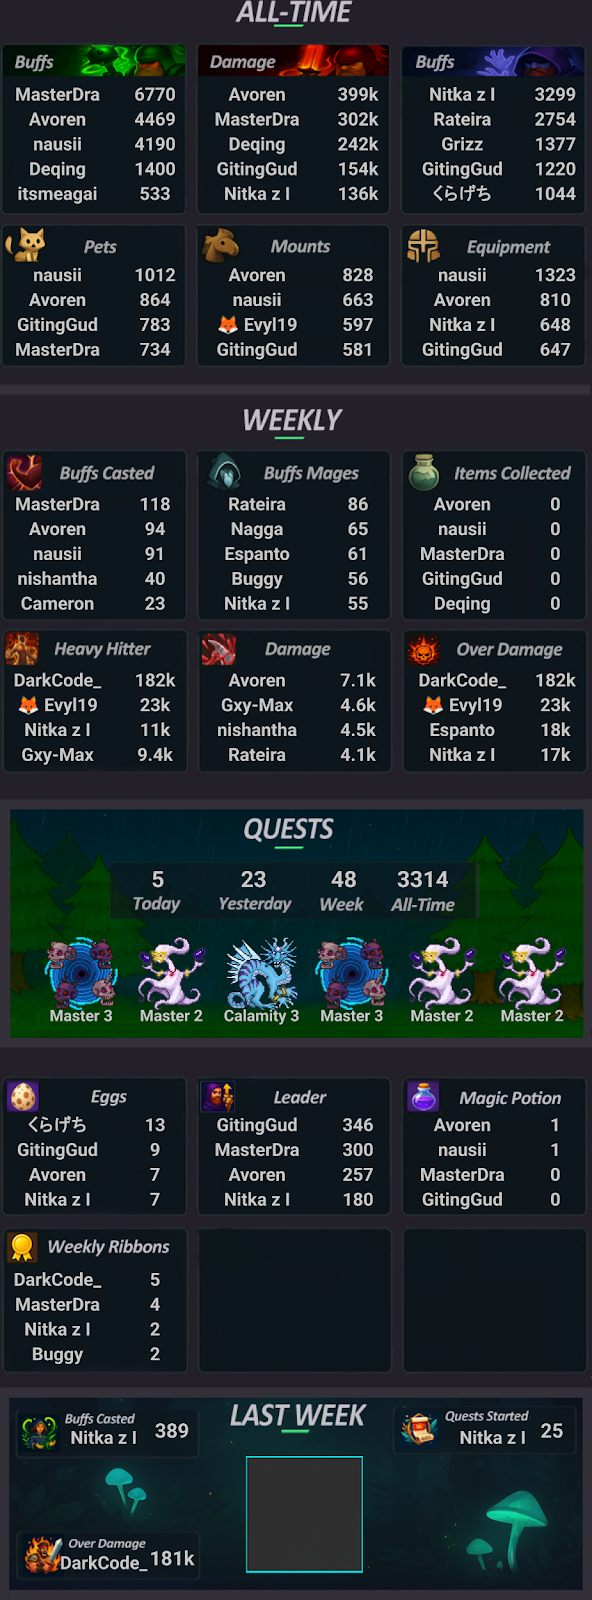 ALL-TIME
Buffs
MasterDra 6770
Avoren 4469
nausii 4190
Deqing 1400
itsmeagai 533
Damage
Avoren 399k
MasterDra 302k
Deqing 242k
GitingGud 154k
Nitka z l 136k
Buffs
Nitka z l 3299
Rateira 2754
Grizz 1377
GitingGud 1220
くらげち 1044
Pets
nausii 1012
Avoren 864
GitingGud 783
MasterDra 734
Mounts
Avoren 828
nausii 663
🦊 Evyl19 597
GitingGud 581
Equipment
nausii 1323
Avoren 810
Nitka z l 648
GitingGud 647
WEEKLY
Buffs Casted
MasterDra 118
Avoren 94
nausii 91
nishantha 40
Cameron 23
Buffs Mages
Rateira 86
Nagga 65
Espanto 61
Buggy 56
Nitka z l 55
Items Collected
Avoren 0
nausii 0
MasterDra 0
GitingGud 0
Deqing 0
Heavy Hitter
DarkCode_ 182k
🦊 Evyl19 23k
Nitka z l 11k
Gxy-Max 9.4k
Damage
Avoren 7.1k
Gxy-Max 4.6k
nishantha 4.5k
Rateira 4.1k
Over Damage
DarkCode_ 182k
🦊 Evyl19 23k
Espanto 18k
Nitka z l 17k
QUESTS
5 23 48 3314
Today Yesterday Week All-Time
Master 3 Master 2 Calamity 3 Master 3 Master 2 Master 2
Eggs
くらげち 13
GitingGud 9
Avoren 7
Nitka z l 7
Leader
GitingGud 346
MasterDra 300
Avoren 257
Nitka z l 180
Magic Potion
Avoren 1
nausii 1
MasterDra 0
GitingGud 0
Weekly Ribbons
DarkCode_ 5
MasterDra 4
Nitka z l 2
Buggy 2
LAST WEEK
Buffs Casted
Nitka z l 389
Quests Started
Nitka z l 25
Over Damage
DarkCode_ 181k